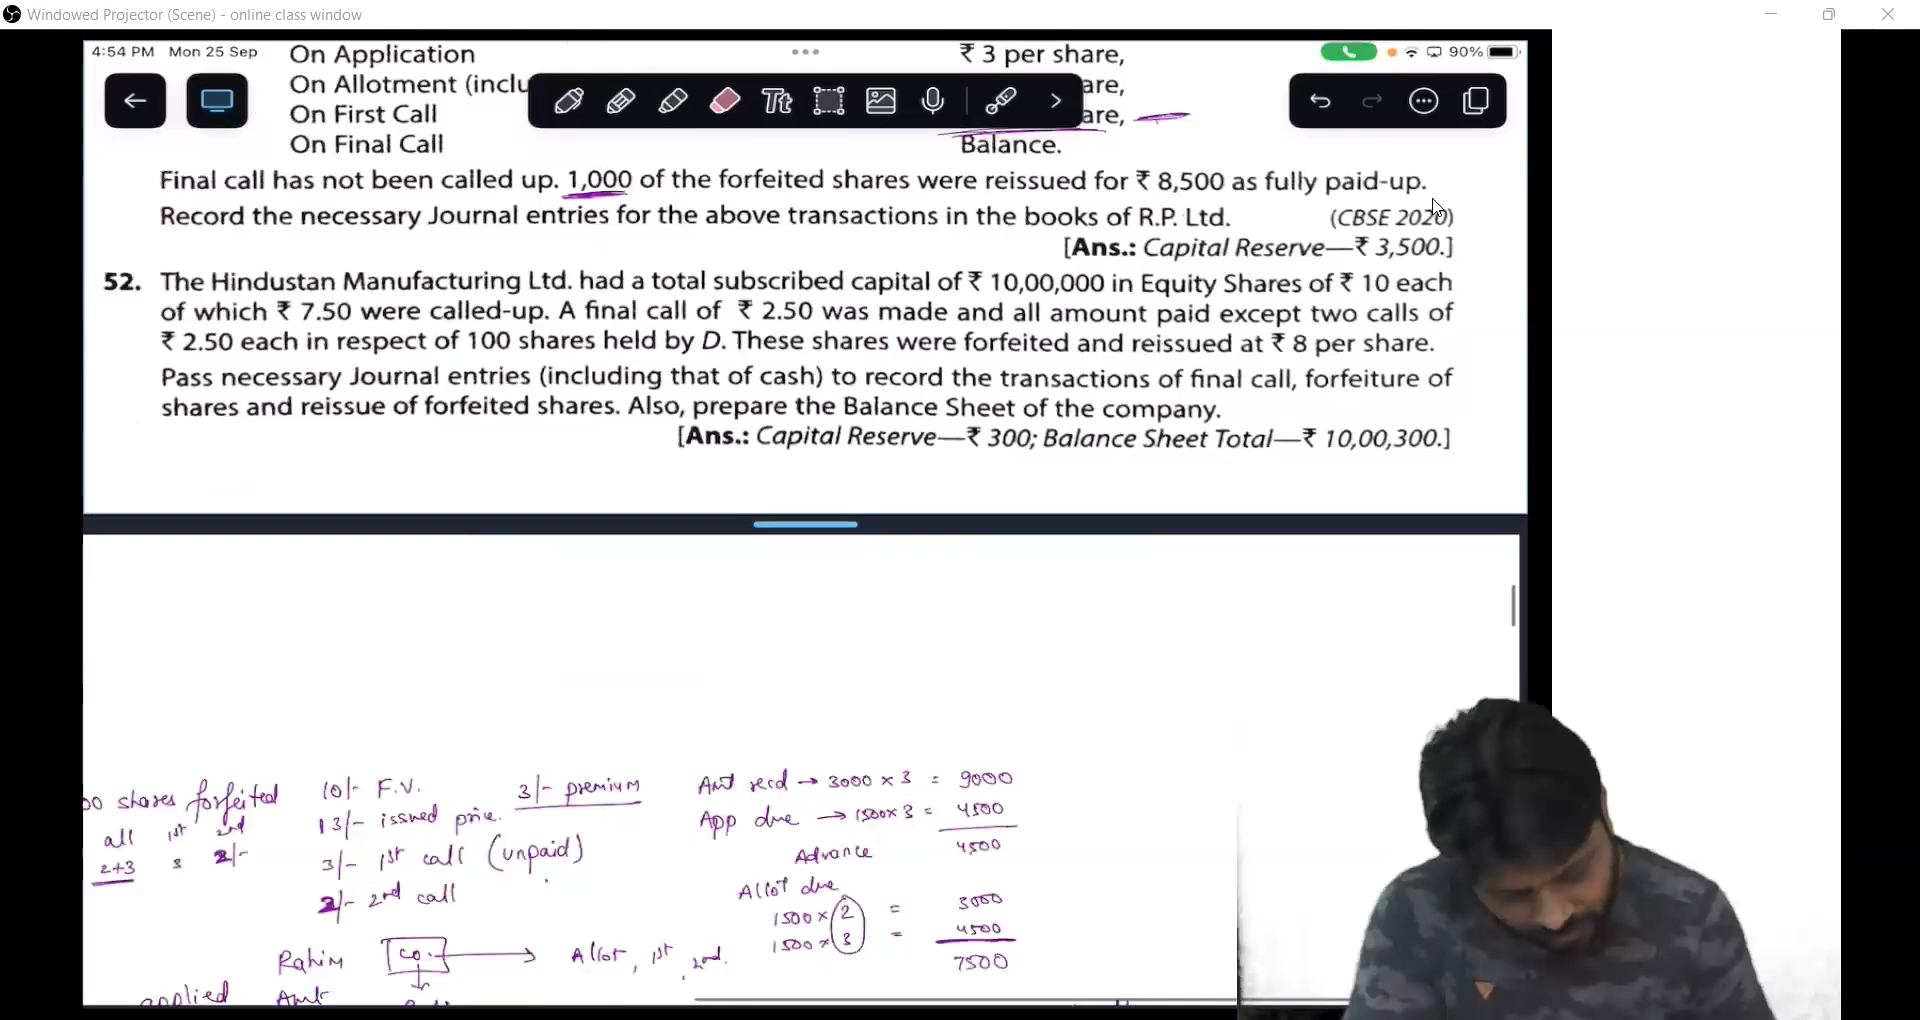 Windowed Projector (Scene) - online class window
4:54 PM Mon 25 Sep
90%
On Application ₹ 3 per share,
On Allotment (inclu are,
On First Call are,
On Final Call Balance.
Tt
Final call has not been called up. 1,000 of the forfeited shares were reissued for ₹ 8,500 as fully paid-up.
Record the necessary Journal entries for the above transactions in the books of R.P. Ltd. (CBSE 2020)
[Ans.: Capital Reserve—₹ 3,500.]
52. The Hindustan Manufacturing Ltd. had a total subscribed capital of ₹ 10,00,000 in Equity Shares of ₹ 10 each
of which ₹ 7.50 were called-up. A final call of ₹ 2.50 was made and all amount paid except two calls of
₹ 2.50 each in respect of 100 shares held by D. These shares were forfeited and reissued at ₹ 8 per share.
Pass necessary Journal entries (including that of cash) to record the transactions of final call, forfeiture of
shares and reissue of forfeited shares. Also, prepare the Balance Sheet of the company.
[Ans.: Capital Reserve—₹ 300; Balance Sheet Total—₹ 10,00,300.]
00 shares forfeited
all 1st 2nd
2+3 3 2/-
10/- F.V. 3/- premium
13/- issued price.
3/- 1st call (unpaid)
2/- 2nd call
Rahim co. → Allot, 1st, 2nd.
applied Amt
Amt recd → 3000 × 3 = 9000
App due → 1500 × 3 = 4500
Advance 4500
Allot due
1500 × 2 = 3000
1500 × 3 = 4500
7500